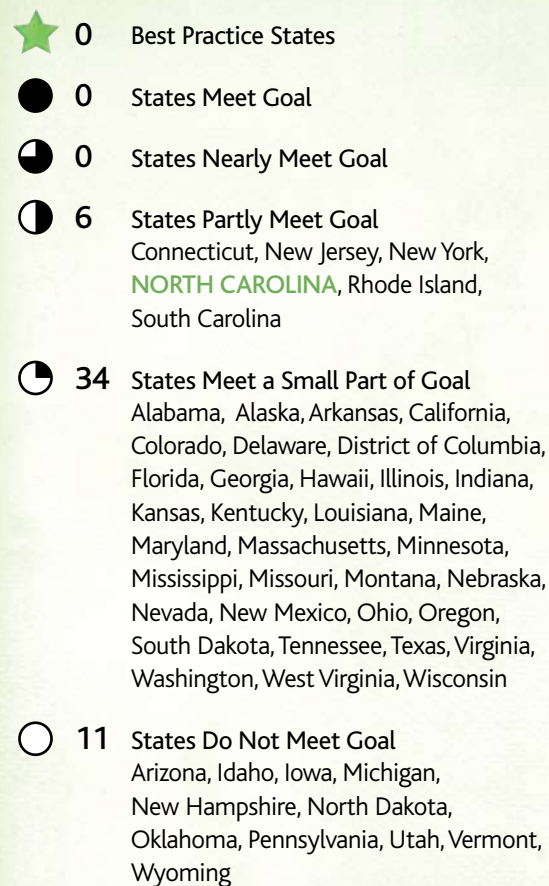 0 Best Practice States
0 States Meet Goal
0 States Nearly Meet Goal
6 States Partly Meet Goal
Connecticut, New Jersey, New York,
NORTH CAROLINA, Rhode Island,
South Carolina
34 States Meet a Small Part of Goal
Alabama, Alaska, Arkansas, California,
Colorado, Delaware, District of Columbia,
Florida, Georgia, Hawaii, Illinois, Indiana,
Kansas, Kentucky, Louisiana, Maine,
Maryland, Massachusetts, Minnesota,
Mississippi, Missouri, Montana, Nebraska,
Nevada, New Mexico, Ohio, Oregon,
South Dakota, Tennessee, Texas, Virginia,
Washington, West Virginia, Wisconsin
11 States Do Not Meet Goal
Arizona, Idaho, Iowa, Michigan,
New Hampshire, North Dakota,
Oklahoma, Pennsylvania, Utah, Vermont,
Wyoming